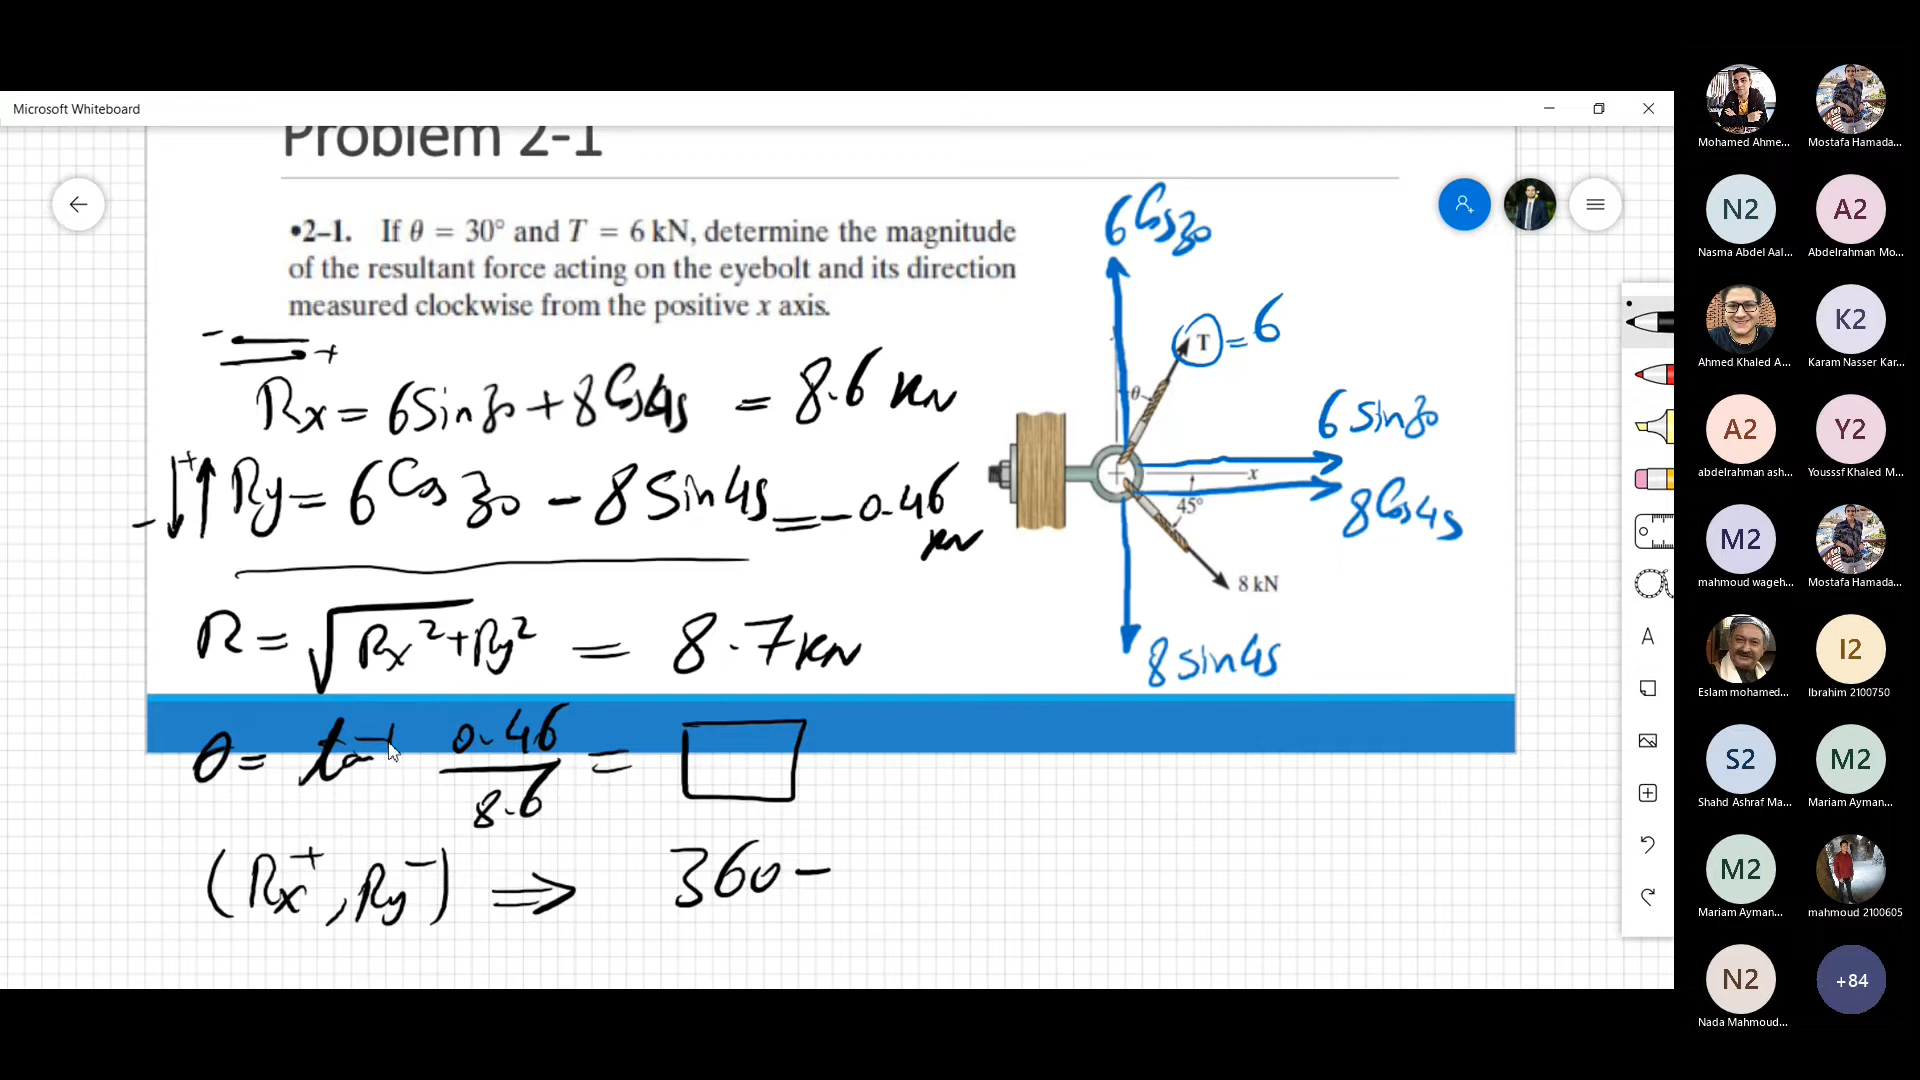 Microsoft Whiteboard
Problem 2-1
•2–1. If θ = 30° and T = 6 kN, determine the magnitude
of the resultant force acting on the eyebolt and its direction
measured clockwise from the positive x axis.
- +
Rx = 6 Sin 30 + 8 Cos 45 = 8.6 KN
- + Ry = 6 Cos 30 - 8 Sin 45 = -0.46
KN
R = √Rx² + Ry² = 8.7 KN
θ = tan⁻¹ 0.46 / 8.6 =
(Rx⁺, Ry⁻) ⇒ 360 -
6 Cos 30
T = 6
θ
6 Sin 30
x
45°
8 Cos 45
8 kN
8 sin 45
A
Mohamed Ahme...
Mostafa Hamada...
N2
A2
Nasma Abdel Aal...
Abdelrahman Mo...
K2
Ahmed Khaled A...
Karam Nasser Kar...
A2
Y2
abdelrahman ash...
Yousssf Khaled M...
M2
mahmoud wageh...
Mostafa Hamada...
I2
Eslam mohamed...
Ibrahim 2100750
S2
M2
Shahd Ashraf Ma...
Mariam Ayman...
M2
Mariam Ayman...
mahmoud 2100605
N2
+84
Nada Mahmoud...